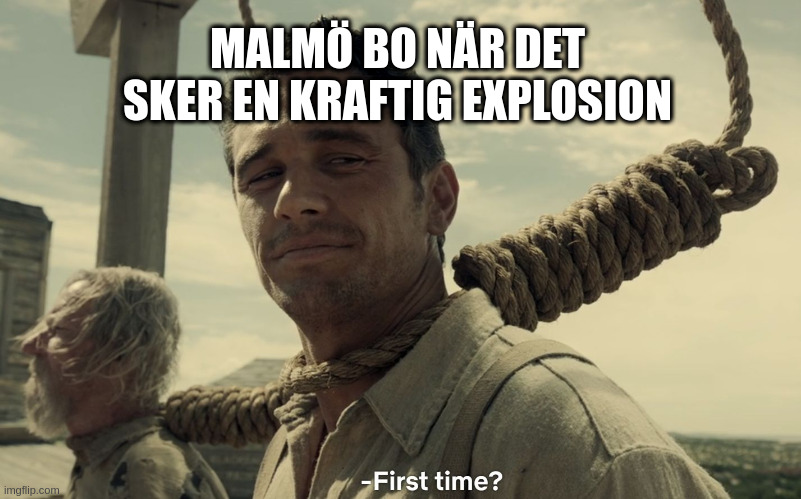 MALMÖ BO NÄR DET
SKER EN KRAFTIG EXPLOSION
-First time?
imgflip.com